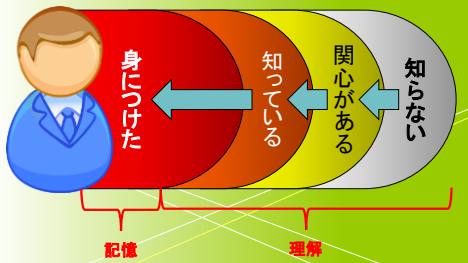 身につけた
知っている
関心がある
知らない
記憶
理解